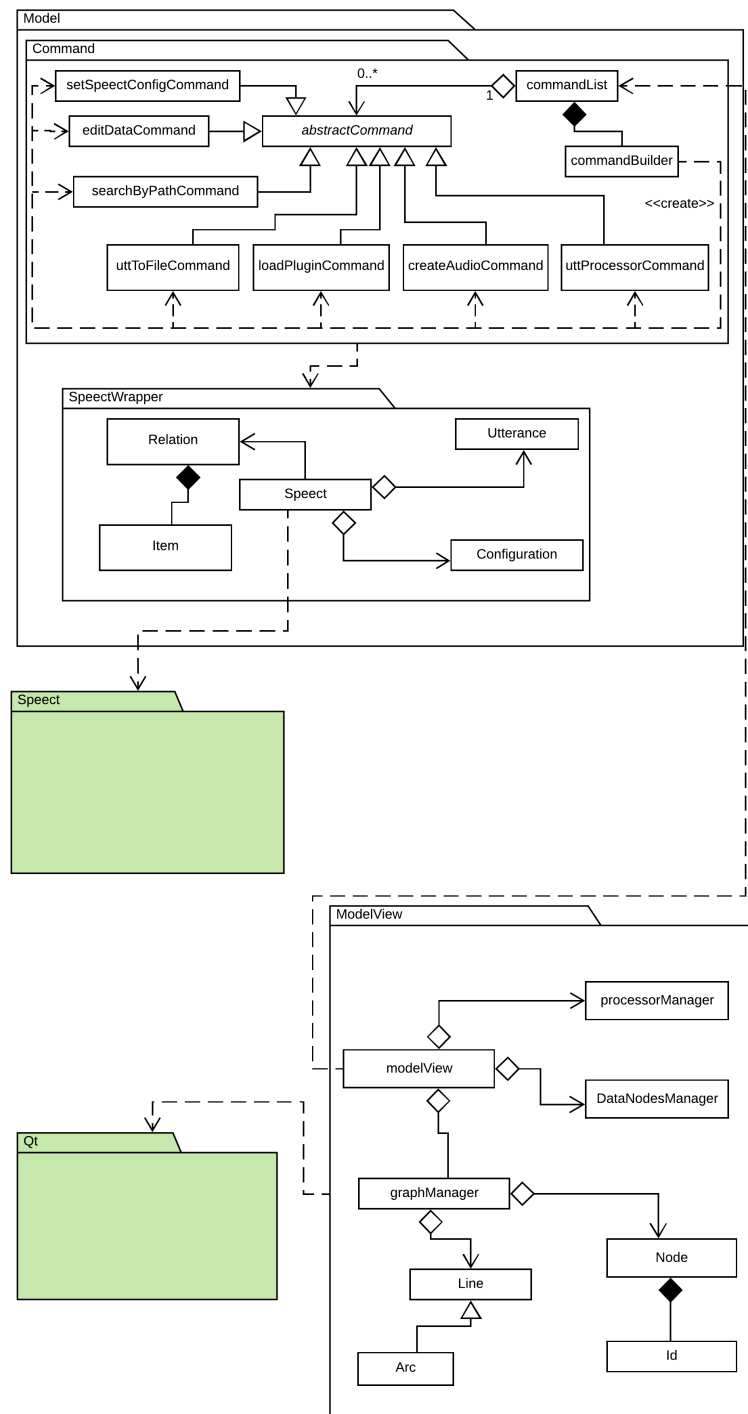 Model
Command
setSpeectConfigCommand
0..*
1
commandList
editDataCommand
abstractCommand
commandBuilder
searchByPathCommand
<<create>>
uttToFileCommand
loadPluginCommand
createAudioCommand
uttProcessorCommand
SpeectWrapper
Relation
Utterance
Speect
Item
Configuration
Speect
ModelView
processorManager
modelView
DataNodesManager
Qt
graphManager
Node
Line
Id
Arc